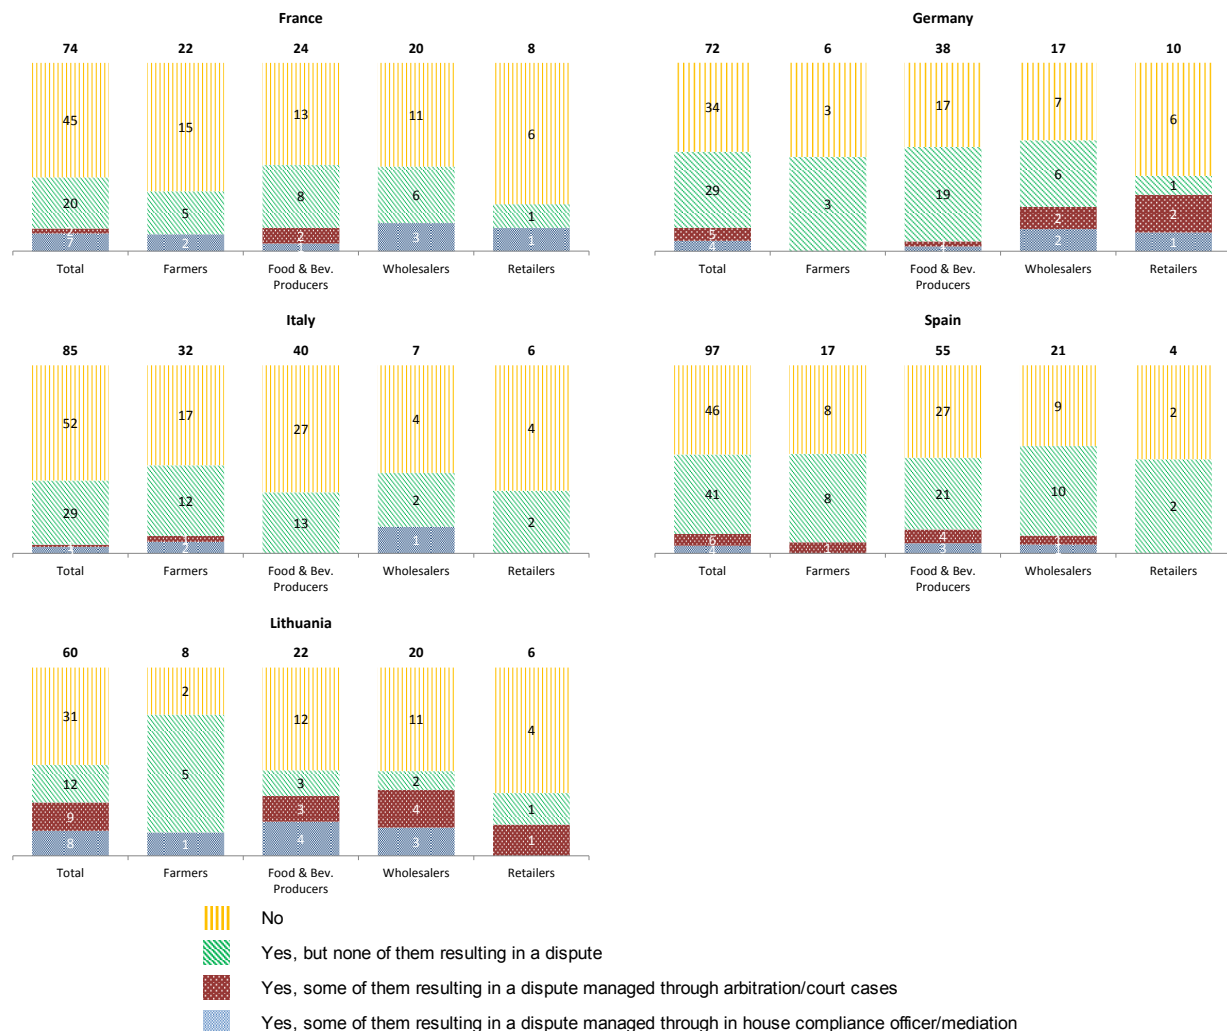 France
74 22 24 20 8
45 15 13 11 6
20 5 8 6 1
2 2
7 2 1 3 1
Total Farmers Food & Bev. Producers Wholesalers Retailers
Germany
72 6 38 17 10
34 3 17 7 6
29 3 19 6 1
5 2 2
4 2 1
Total Farmers Food & Bev. Producers Wholesalers Retailers
Italy
85 32 40 7 6
52 17 27 4 4
29 12 13 2 2
3 2 1
Total Farmers Food & Bev. Producers Wholesalers Retailers
Spain
97 17 55 21 4
46 8 27 9 2
41 8 21 10 2
6 1 4 1
4 3 1
Total Farmers Food & Bev. Producers Wholesalers Retailers
Lithuania
60 8 22 20 6
31 2 12 11 4
12 5 3 2 1
9 3 4 1
8 1 4 3
Total Farmers Food & Bev. Producers Wholesalers Retailers
No
Yes, but none of them resulting in a dispute
Yes, some of them resulting in a dispute managed through arbitration/court cases
Yes, some of them resulting in a dispute managed through in house compliance officer/mediation